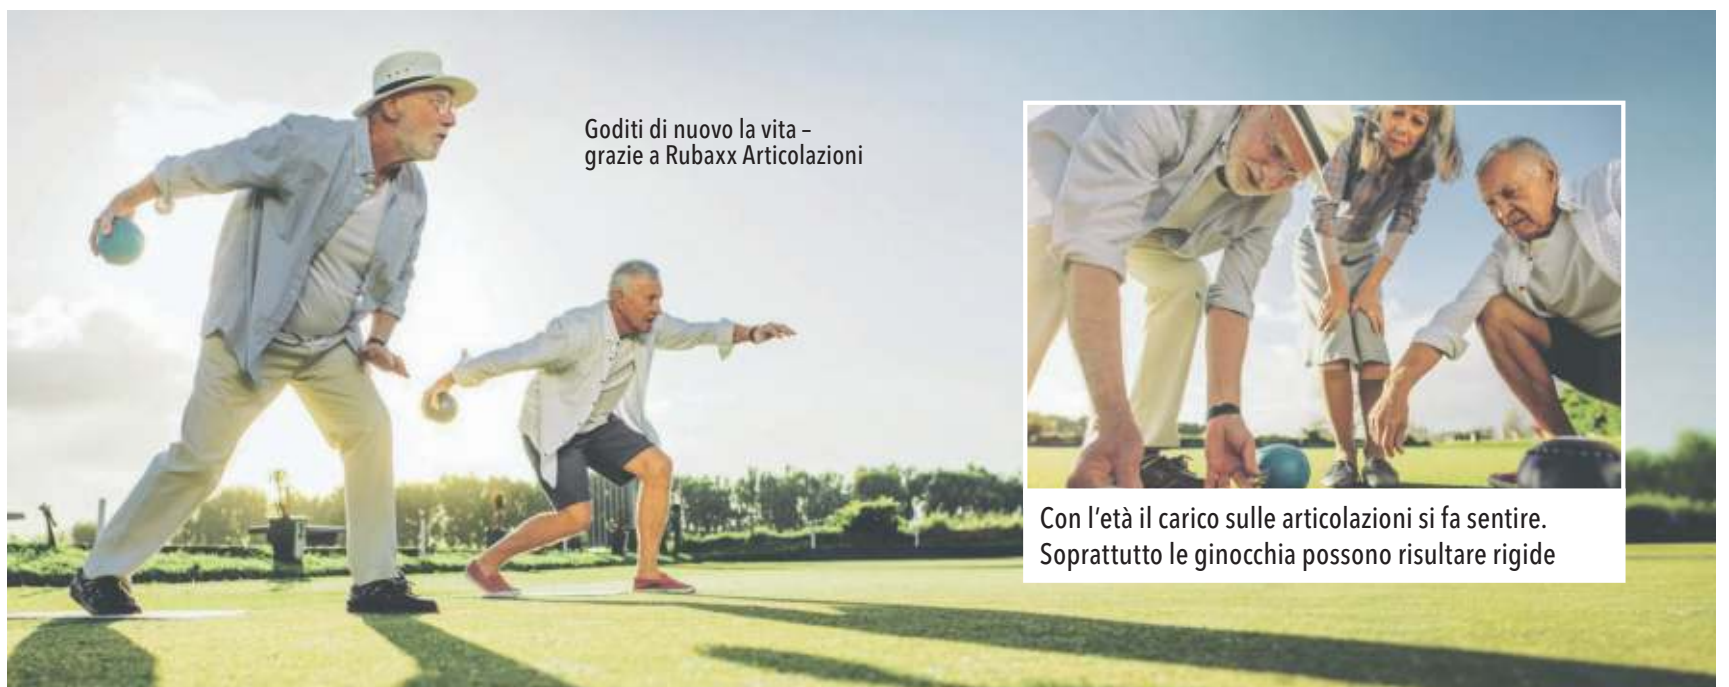 Goditi di nuovo la vita –
grazie a Rubaxx Articolazioni
Con l’età il carico sulle articolazioni si fa sentire.
Soprattutto le ginocchia possono risultare rigide